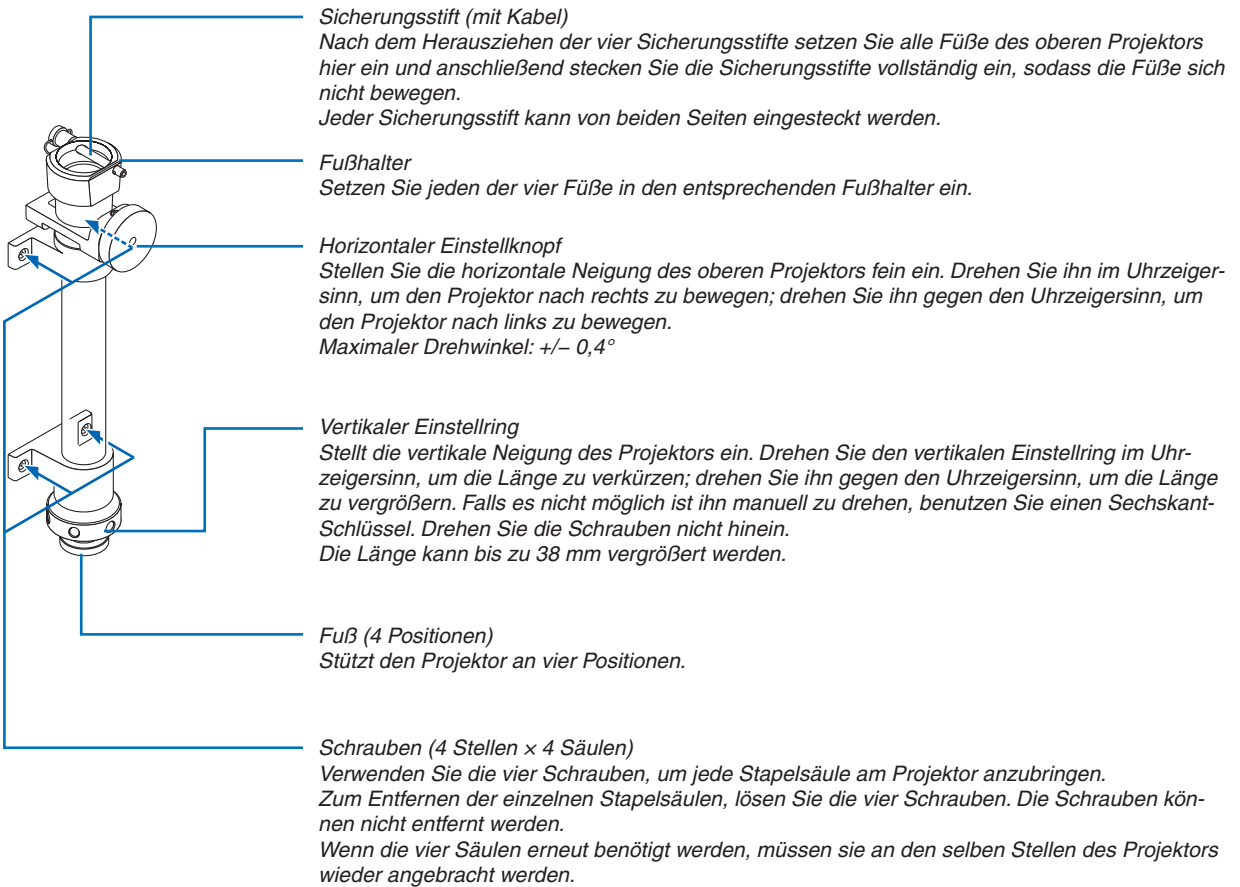 Sicherungsstift (mit Kabel)
Nach dem Herausziehen der vier Sicherungsstifte setzen Sie alle Füße des oberen Projektors
hier ein und anschließend stecken Sie die Sicherungsstifte vollständig ein, sodass die Füße sich
nicht bewegen.
Jeder Sicherungsstift kann von beiden Seiten eingesteckt werden.
Fußhalter
Setzen Sie jeden der vier Füße in den entsprechenden Fußhalter ein.
Horizontaler Einstellknopf
Stellen Sie die horizontale Neigung des oberen Projektors fein ein. Drehen Sie ihn im Uhrzeiger-
sinn, um den Projektor nach rechts zu bewegen; drehen Sie ihn gegen den Uhrzeigersinn, um
den Projektor nach links zu bewegen.
Maximaler Drehwinkel: +/− 0,4°
Vertikaler Einstellring
Stellt die vertikale Neigung des Projektors ein. Drehen Sie den vertikalen Einstellring im Uhr-
zeigersinn, um die Länge zu verkürzen; drehen Sie ihn gegen den Uhrzeigersinn, um die Länge
zu vergrößern. Falls es nicht möglich ist ihn manuell zu drehen, benutzen Sie einen Sechskant-
Schlüssel. Drehen Sie die Schrauben nicht hinein.
Die Länge kann bis zu 38 mm vergrößert werden.
Fuß (4 Positionen)
Stützt den Projektor an vier Positionen.
Schrauben (4 Stellen × 4 Säulen)
Verwenden Sie die vier Schrauben, um jede Stapelsäule am Projektor anzubringen.
Zum Entfernen der einzelnen Stapelsäulen, lösen Sie die vier Schrauben. Die Schrauben kön-
nen nicht entfernt werden.
Wenn die vier Säulen erneut benötigt werden, müssen sie an den selben Stellen des Projektors
wieder angebracht werden.